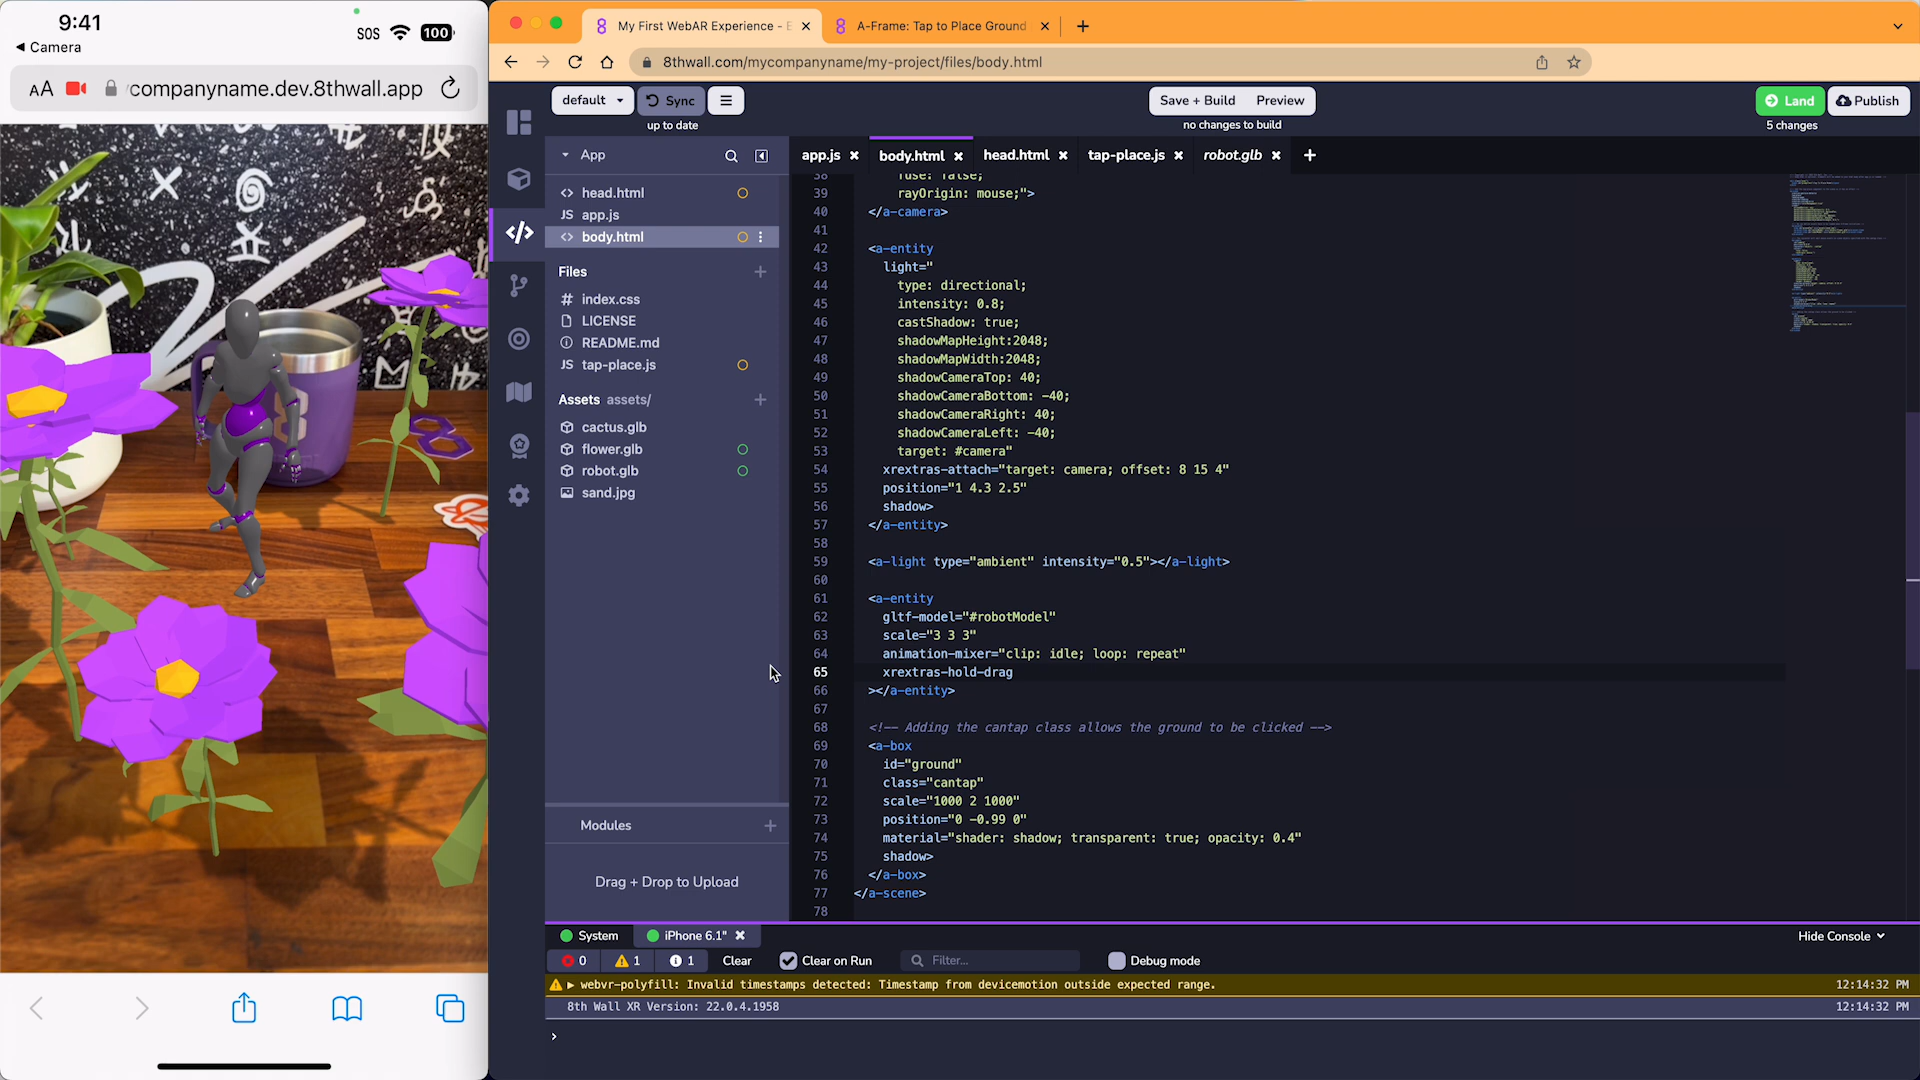 9:41
SOS 100
◀ Camera
AA companyname.dev.8thwall.app
My First WebAR Experience - E
A-Frame: Tap to Place Ground
8thwall.com/mycompanyname/my-project/files/body.html
default
Sync
up to date
Save + Build Preview
no changes to build
Land
5 changes
Publish
App
head.html
JS app.js
body.html
Files
# index.css
LICENSE
README.md
JS tap-place.js
Assets assets/
cactus.glb
flower.glb
robot.glb
sand.jpg
Modules
Drag + Drop to Upload
app.js body.html head.html tap-place.js robot.glb
38 fuse: false;
39 rayOrigin: mouse;">
40 </a-camera>
41
42 <a-entity
43 light="
44 type: directional;
45 intensity: 0.8;
46 castShadow: true;
47 shadowMapHeight:2048;
48 shadowMapWidth:2048;
49 shadowCameraTop: 40;
50 shadowCameraBottom: -40;
51 shadowCameraRight: 40;
52 shadowCameraLeft: -40;
53 target: #camera"
54 xrextras-attach="target: camera; offset: 8 15 4"
55 position="1 4.3 2.5"
56 shadow>
57 </a-entity>
58
59 <a-light type="ambient" intensity="0.5"></a-light>
60
61 <a-entity
62 gltf-model="#robotModel"
63 scale="3 3 3"
64 animation-mixer="clip: idle; loop: repeat"
65 xrextras-hold-drag
66 ></a-entity>
67
68 <!-- Adding the cantap class allows the ground to be clicked -->
69 <a-box
70 id="ground"
71 class="cantap"
72 scale="1000 2 1000"
73 position="0 -0.99 0"
74 material="shader: shadow; transparent: true; opacity: 0.4"
75 shadow>
76 </a-box>
77 </a-scene>
78
System iPhone 6.1" Hide Console
0 1 1 Clear Clear on Run Filter... Debug mode
webvr-polyfill: Invalid timestamps detected: Timestamp from devicemotion outside expected range. 12:14:32 PM
8th Wall XR Version: 22.0.4.1958 12:14:32 PM